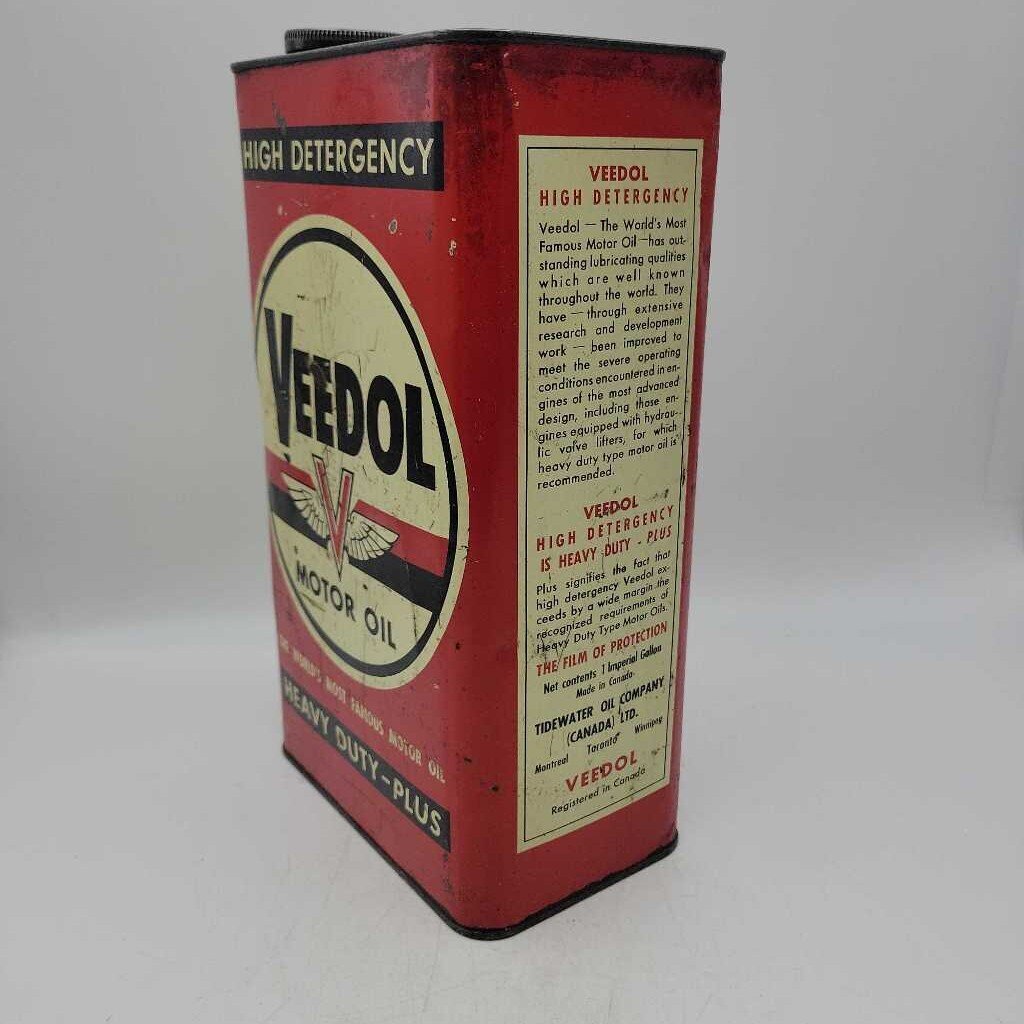 HIGH DETERGENCY
VEEDOL
V
MOTOR OIL
THE WORLD'S MOST FAMOUS MOTOR OIL
HEAVY DUTY-PLUS
VEEDOL
HIGH DETERGENCY
Veedol — The World's Most
Famous Motor Oil — has out-
standing lubricating qualities
which are well known
throughout the world. They
have — through extensive
research and development
work — been improved to
meet the severe operating
conditions encountered in en-
gines of the most advanced
design, including those en-
gines equipped with hydrau-
lic valve lifters, for which
heavy duty type motor oil is
recommended.
VEEDOL
HIGH DETERGENCY
IS HEAVY DUTY - PLUS
Plus signifies the fact that
high detergency Veedol ex-
ceeds by a wide margin the
recognized requirements of
Heavy Duty Type Motor Oils.
THE FILM OF PROTECTION
Net contents 1 Imperial Gallon
Made in Canada
TIDEWATER OIL COMPANY
(CANADA) LTD.
Montreal Toronto Winnipeg
VEEDOL
Registered in Canada